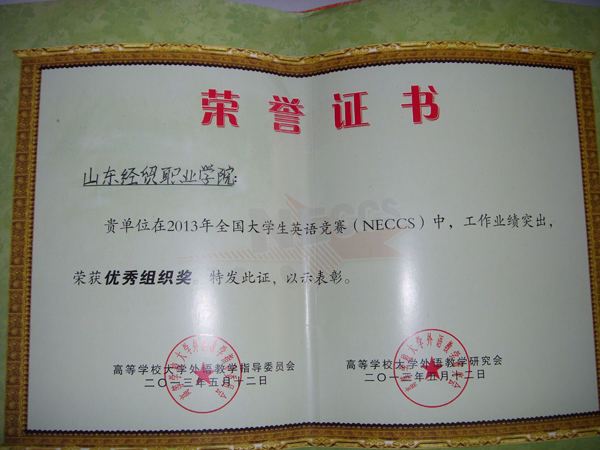 荣誉证书
山东经贸职业学院:
贵单位在2013年全国大学生英语竞赛(NECCS)中,工作业绩突出,
荣获优秀组织奖。特发此证,以示表彰。
高等学校大学外语教学指导委员会
二〇一三年五月十二日
高等学校大学外语教学研究会
二〇一三年五月十二日